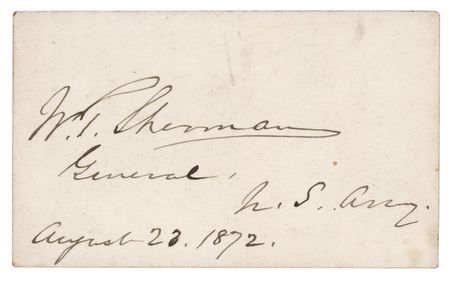 W. T. Sherman
General,
U. S. Army.
August 23. 1872.